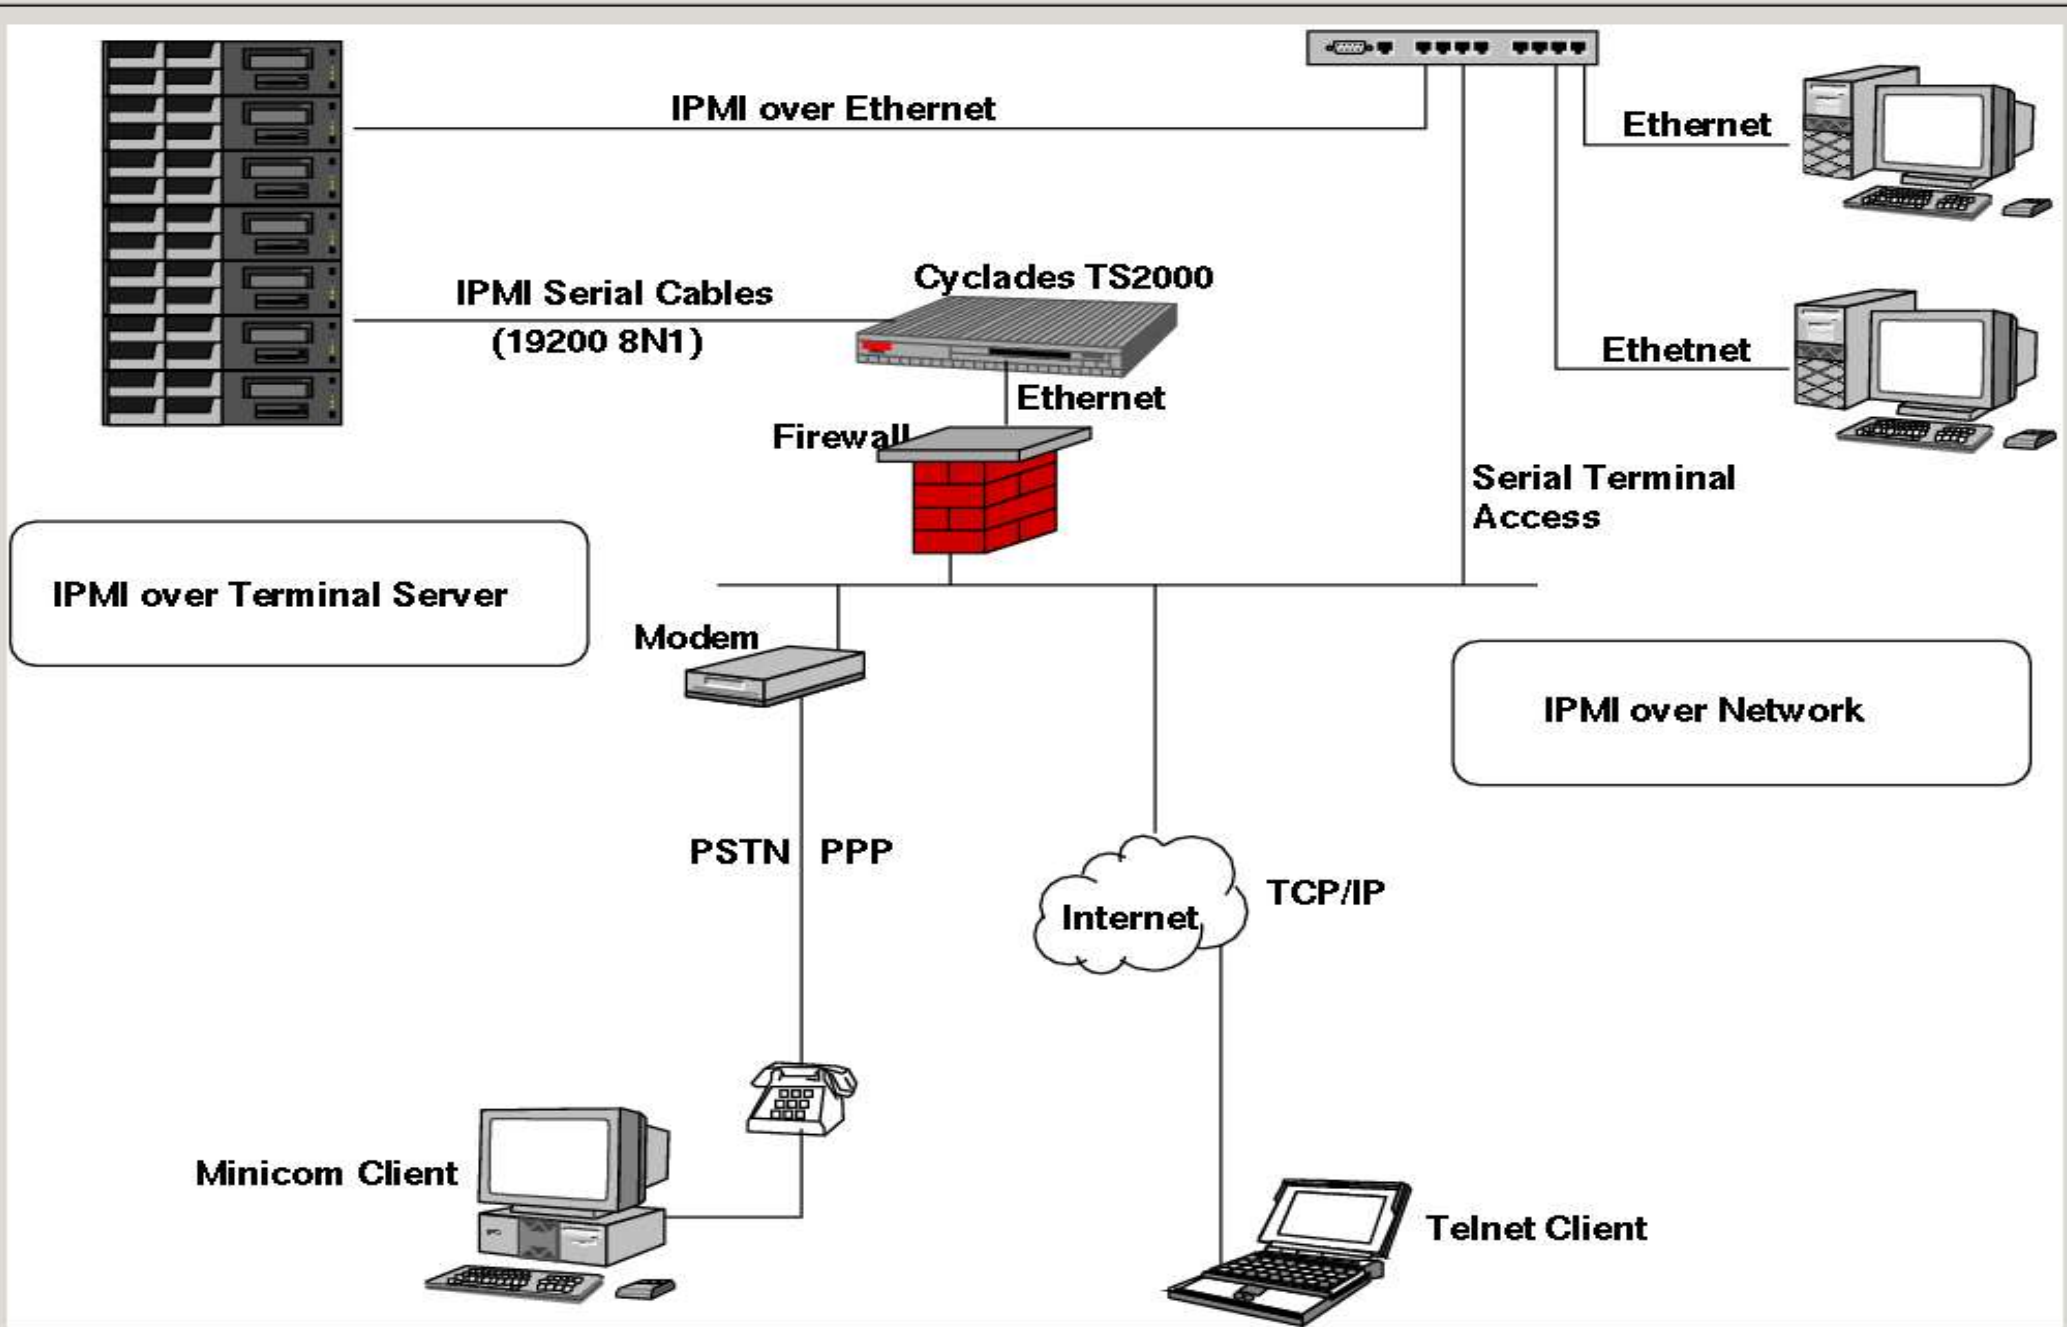 IPMI over Ethernet
Ethernet
Cyclades TS2000
IPMI Serial Cables
(19200 8N1)
Ethetnet
Ethernet
Firewall
Serial Terminal
Access
IPMI over Terminal Server
Modem
IPMI over Network
PSTN PPP
TCP/IP
Internet
Minicom Client
Telnet Client